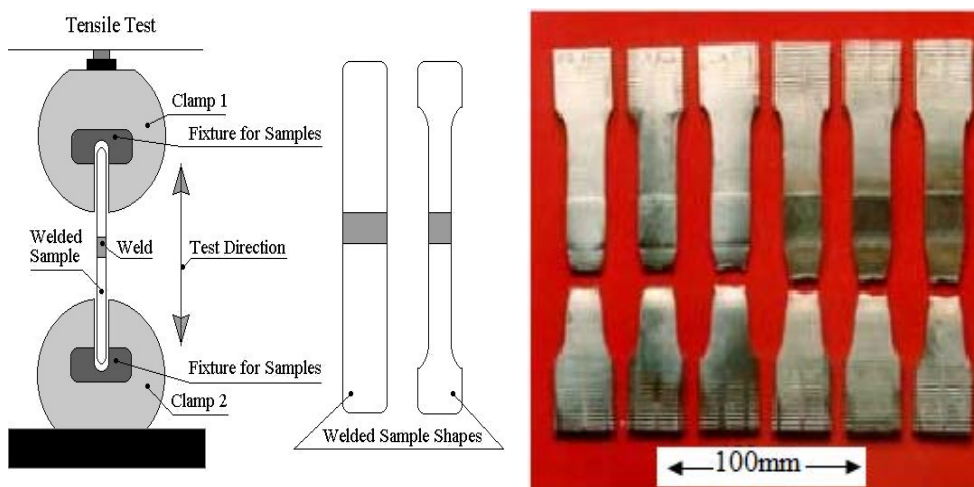 Tensile Test
Clamp 1
Fixture for Samples
Welded
Sample
Weld
Test Direction
Fixture for Samples
Clamp 2
Welded Sample Shapes
100mm